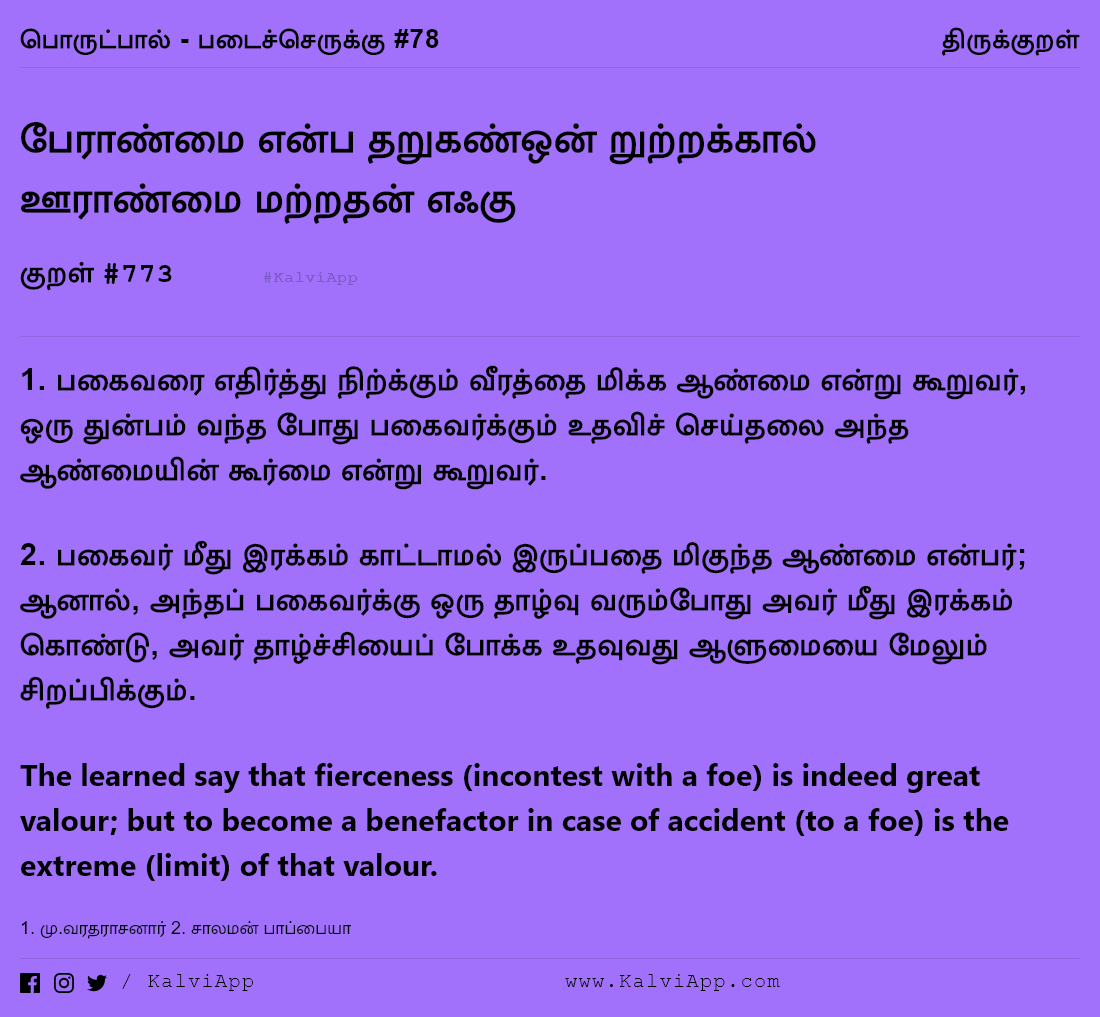 பொருட்பால் - படைச்செருக்கு #78 திருக்குறள்
பேராண்மை என்ப தறுகண்ஒன் றுற்றக்கால்
ஊராண்மை மற்றதன் எஃகு
குறள் #773 #KalviApp
1. பகைவரை எதிர்த்து நிற்க்கும் வீரத்தை மிக்க ஆண்மை என்று கூறுவர்,
ஒரு துன்பம் வந்த போது பகைவர்க்கும் உதவிச் செய்தலை அந்த
ஆண்மையின் கூர்மை என்று கூறுவர்.
2. பகைவர் மீது இரக்கம் காட்டாமல் இருப்பதை மிகுந்த ஆண்மை என்பர்;
ஆனால், அந்தப் பகைவர்க்கு ஒரு தாழ்வு வரும்போது அவர் மீது இரக்கம்
கொண்டு, அவர் தாழ்ச்சியைப் போக்க உதவுவது ஆளுமையை மேலும்
சிறப்பிக்கும்.
The learned say that fierceness (incontest with a foe) is indeed great
valour; but to become a benefactor in case of accident (to a foe) is the
extreme (limit) of that valour.
1. மு.வரதராசனார் 2. சாலமன் பாப்பையா
/ KalviApp www.KalviApp.com